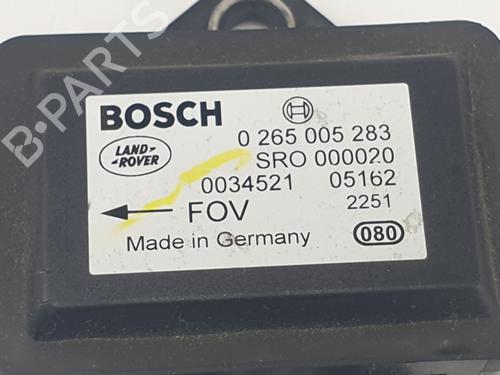 B-PARTS
BOSCH
LAND-
-ROVER
0 265 005 283
SRO 000020
0034521 05162
FOV 2251
Made in Germany 080